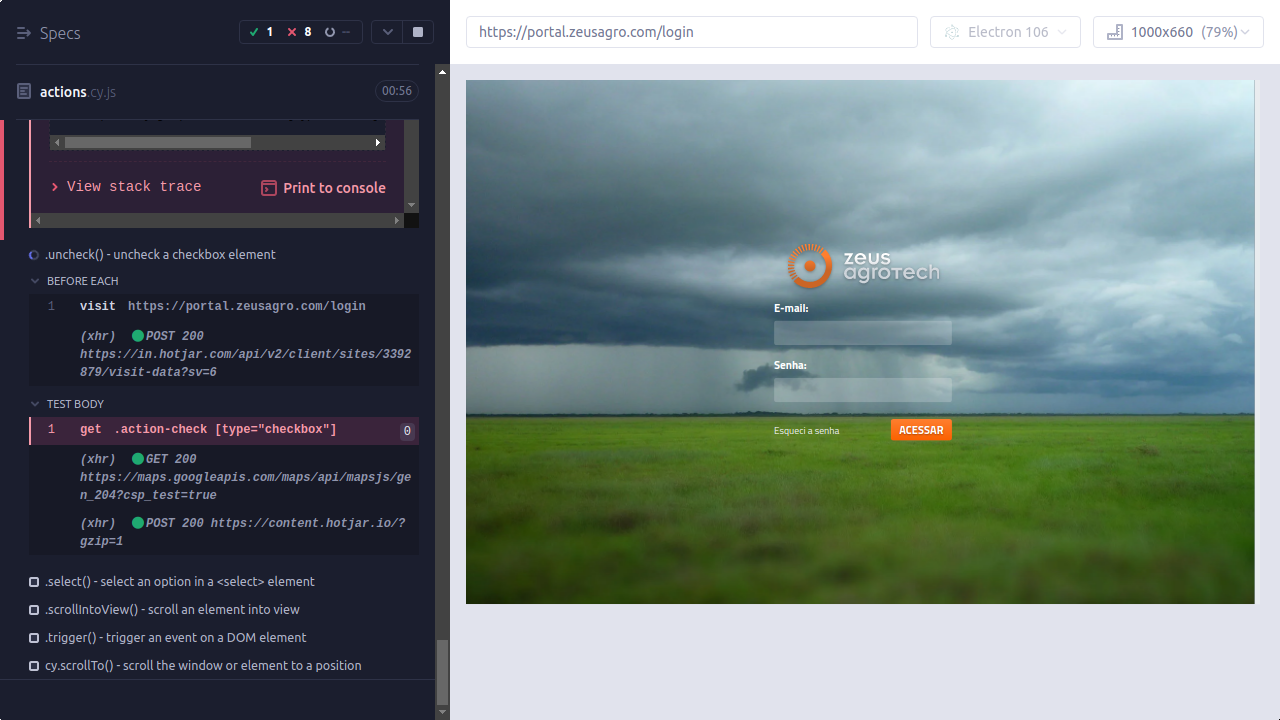 Specs
1
8
--
https://portal.zeusagro.com/login
Electron 106
1000x660 (79%)
actions.cy.js
00:56
View stack trace
Print to console
.uncheck() - uncheck a checkbox element
BEFORE EACH
1 visit https://portal.zeusagro.com/login
(xhr) POST 200
https://in.hotjar.com/api/v2/client/sites/3392
879/visit-data?sv=6
TEST BODY
1 get .action-check [type="checkbox"] 0
(xhr) GET 200
https://maps.googleapis.com/maps/api/mapsjs/ge
n_204?csp_test=true
(xhr) POST 200 https://content.hotjar.io/?
gzip=1
.select() - select an option in a <select> element
.scrollIntoView() - scroll an element into view
.trigger() - trigger an event on a DOM element
cy.scrollTo() - scroll the window or element to a position
zeus
agrotech
E-mail:
Senha:
Esqueci a senha
ACESSAR